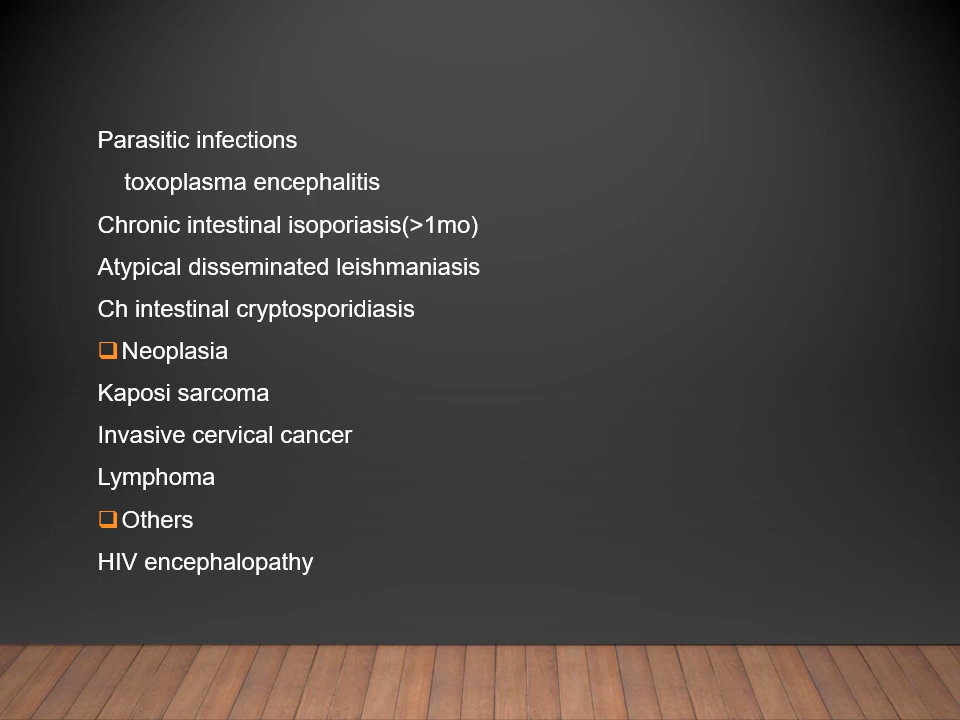 Parasitic infections
toxoplasma encephalitis
Chronic intestinal isoporiasis(>1mo)
Atypical disseminated leishmaniasis
Ch intestinal cryptosporidiasis
❑Neoplasia
Kaposi sarcoma
Invasive cervical cancer
Lymphoma
❑Others
HIV encephalopathy